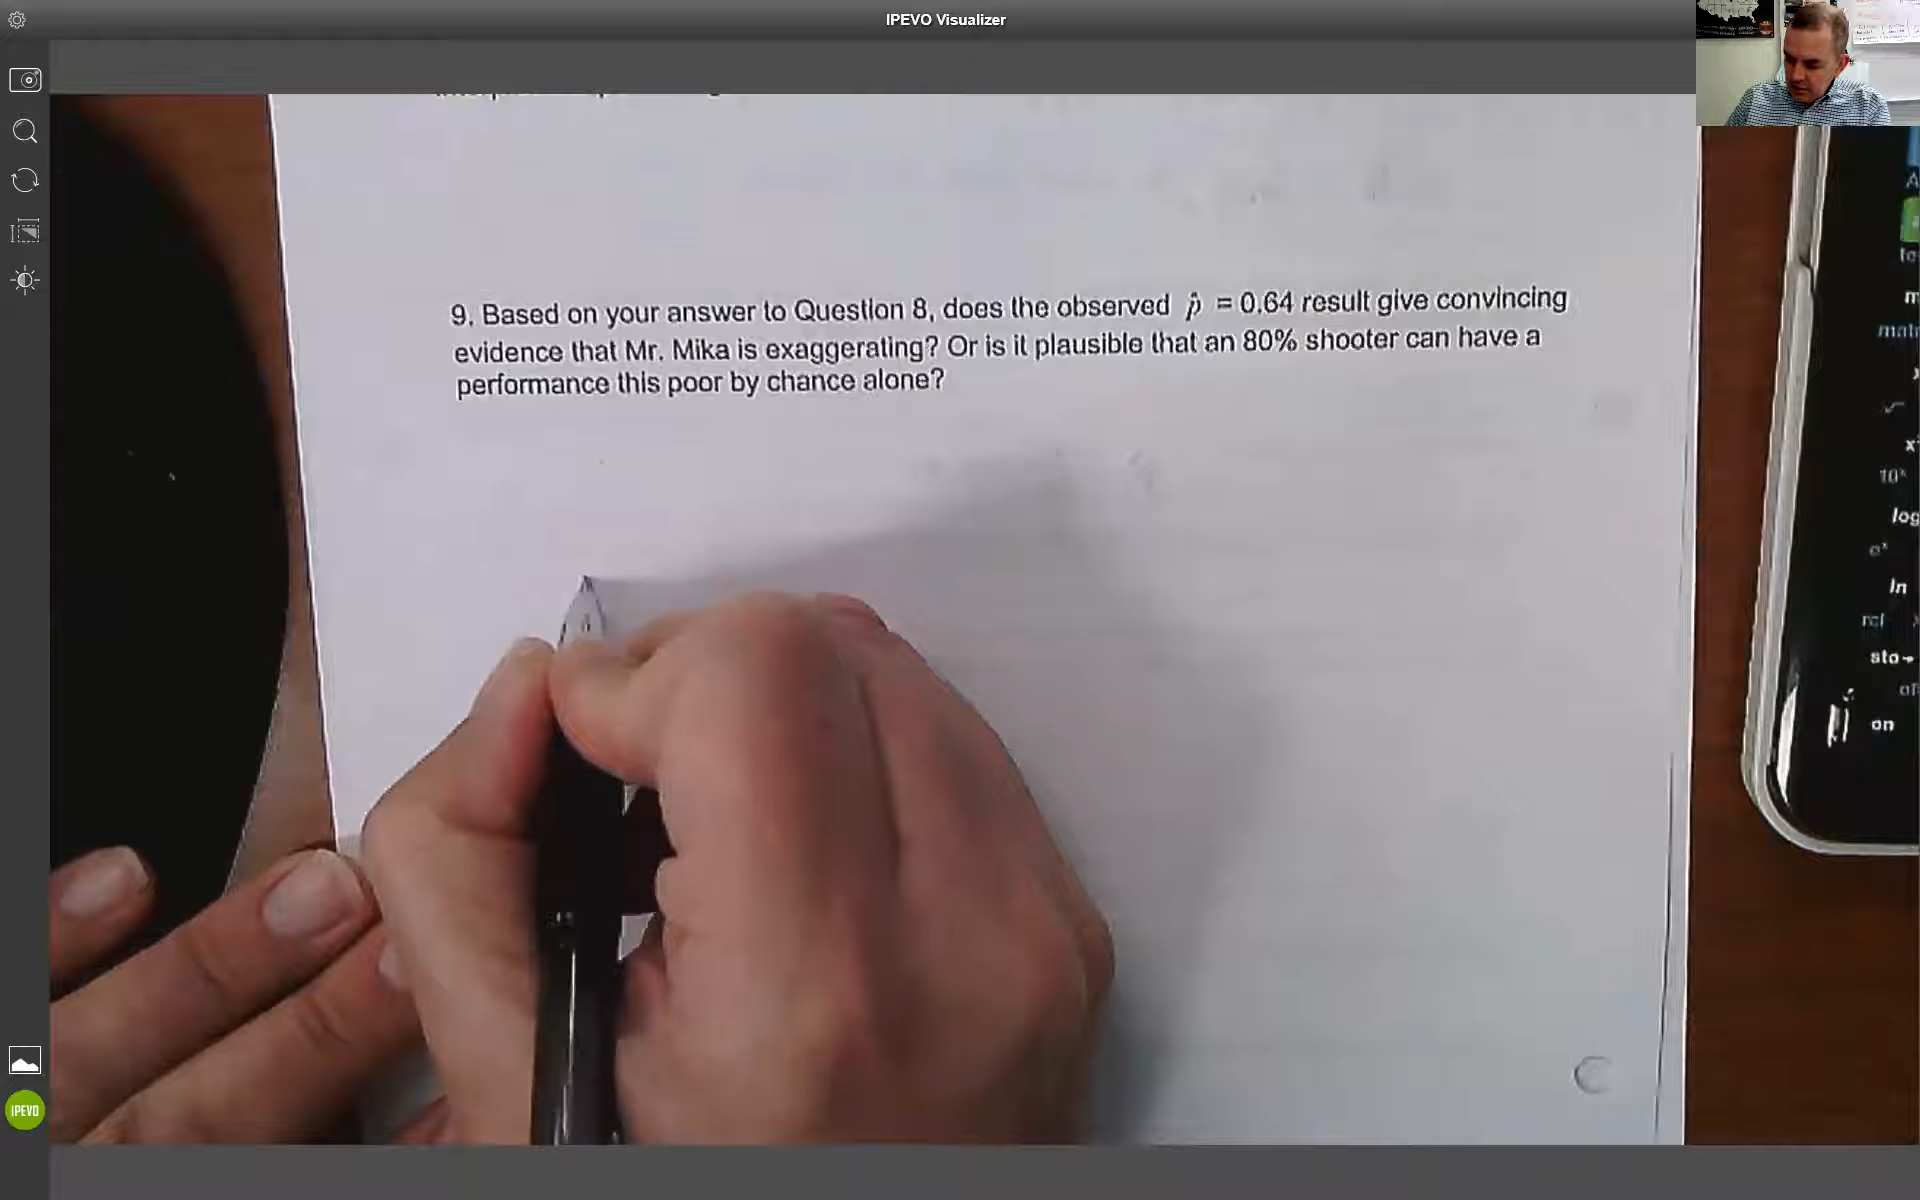 IPEVO Visualizer
9. Based on your answer to Question 8, does the observed p̂ = 0.64 result give convincing
evidence that Mr. Mika is exaggerating? Or is it plausible that an 80% shooter can have a
performance this poor by chance alone?
10ˣ
log
eˣ
ln
rcl
sto→
on
IPEVO